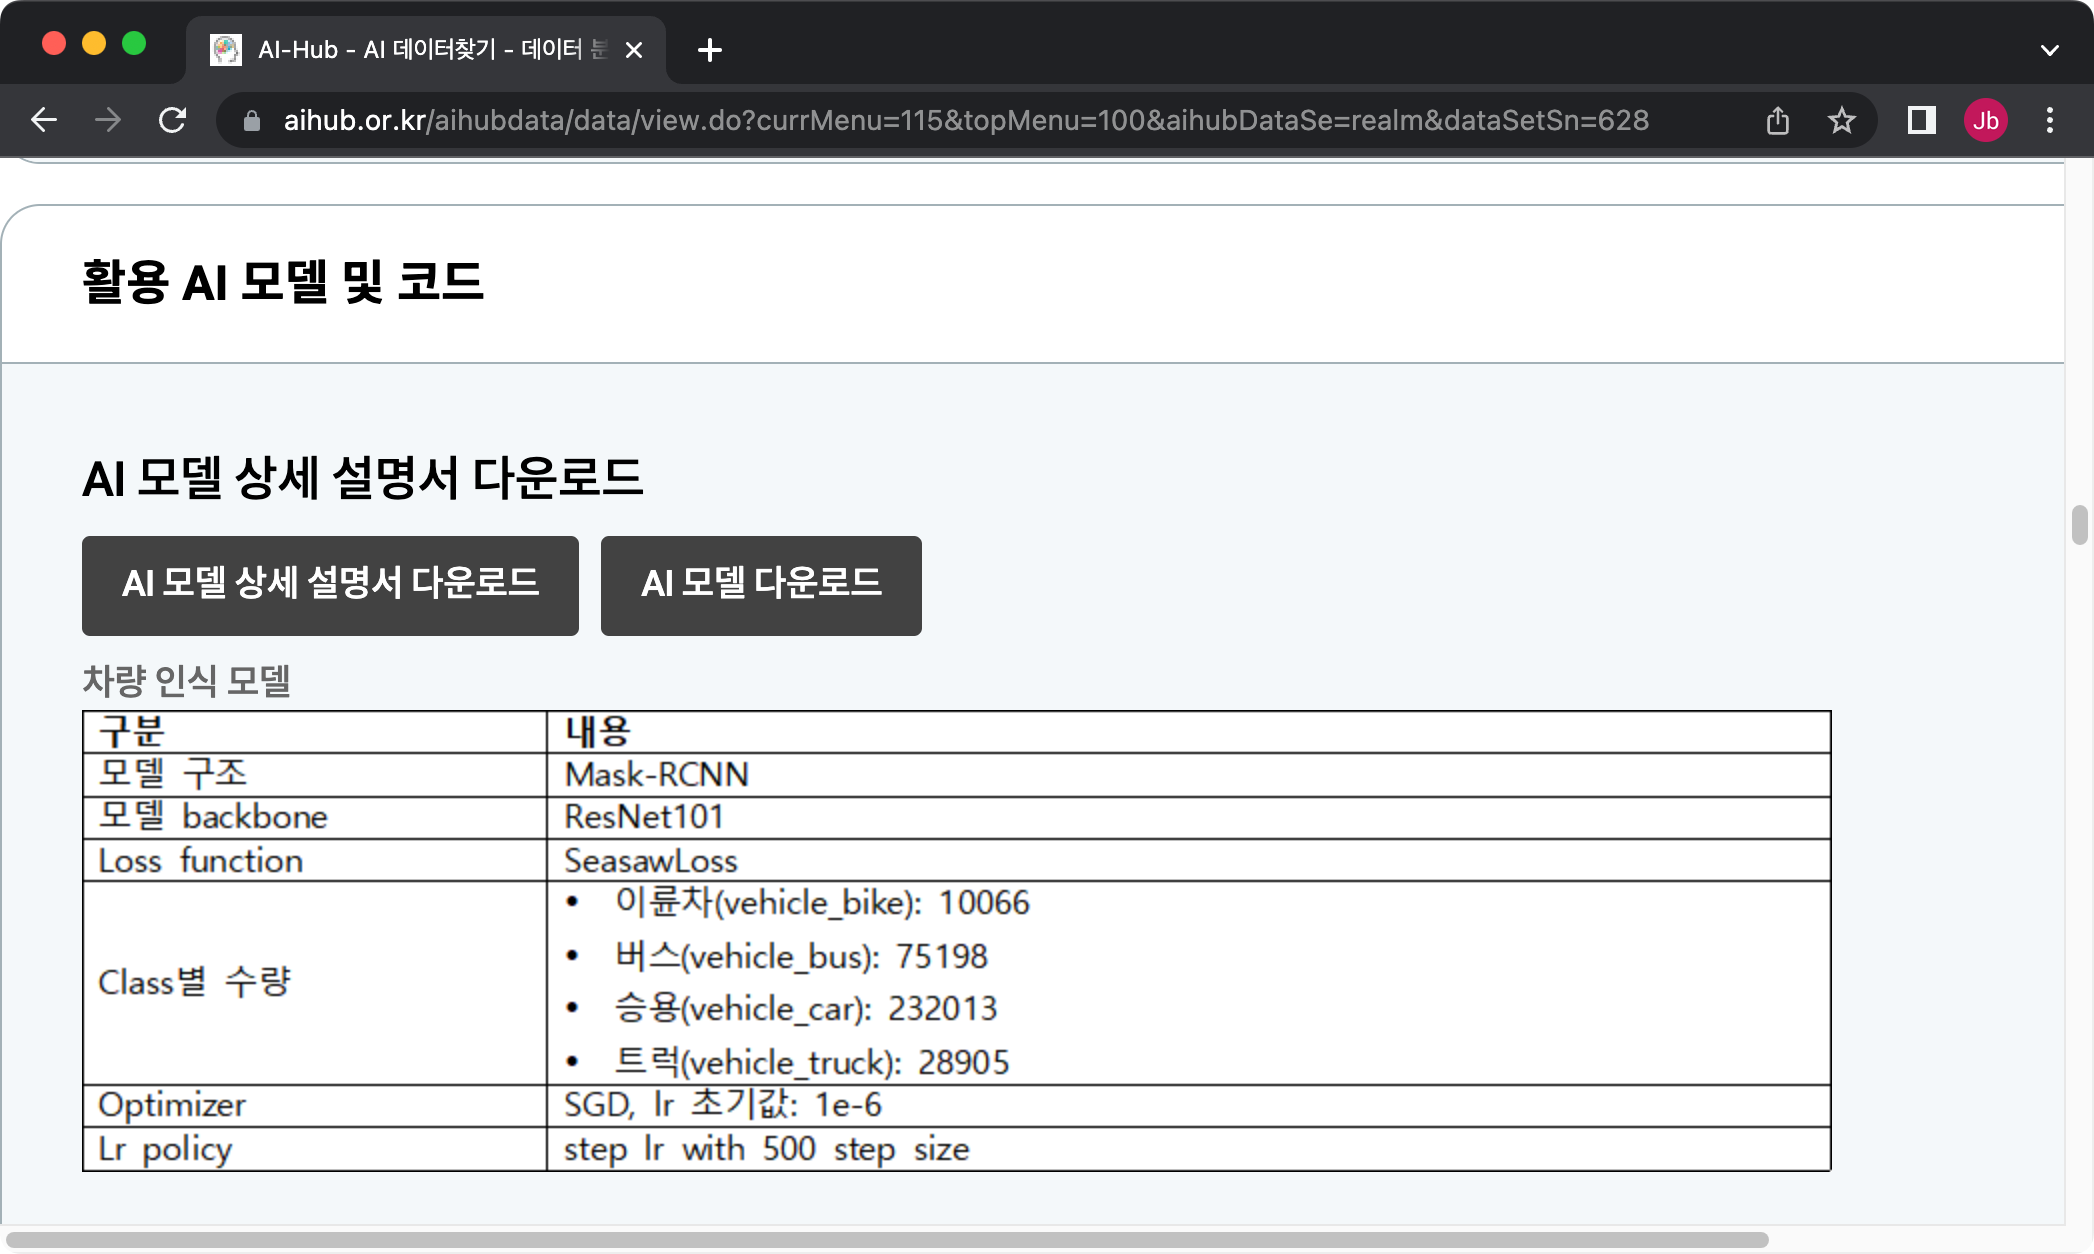 AI-Hub - AI 데이터찾기 - 데이터 분
aihub.or.kr/aihubdata/data/view.do?currMenu=115&topMenu=100&aihubDataSe=realm&dataSetSn=628
Jb
활용 AI 모델 및 코드
AI 모델 상세 설명서 다운로드
AI 모델 상세 설명서 다운로드 AI 모델 다운로드
차량 인식 모델
구분 내용
모델 구조 Mask-RCNN
모델 backbone ResNet101
Loss function SeasawLoss
Class별 수량
• 이륜차(vehicle_bike): 10066
• 버스(vehicle_bus): 75198
• 승용(vehicle_car): 232013
• 트럭(vehicle_truck): 28905
Optimizer SGD, lr 초기값: 1e-6
Lr policy step lr with 500 step size